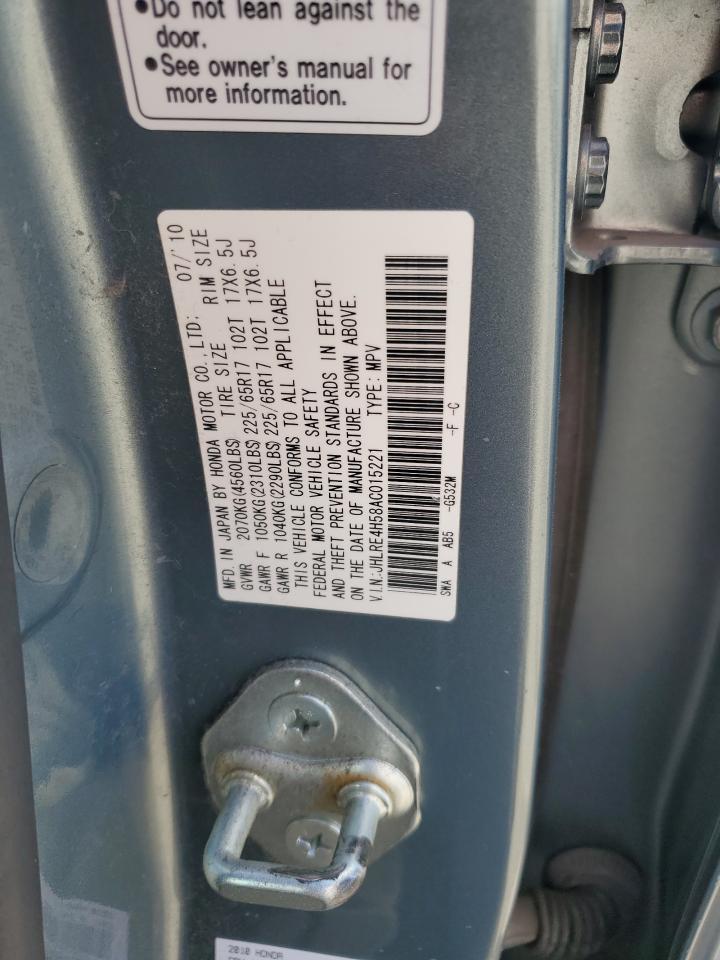 ●Do not lean against the
door.
●See owner's manual for
more information.
MFD. IN JAPAN BY HONDA MOTOR CO., LTD. 07/'10
GVWR 2070KG(4560LBS) TIRE SIZE RIM SIZE
GAWR F 1050KG(2310LBS) 225/65R17 102T 17X6.5J
GAWR R 1040KG(2290LBS) 225/65R17 102T 17X6.5J
THIS VEHICLE CONFORMS TO ALL APPLICABLE
FEDERAL MOTOR VEHICLE SAFETY
AND THEFT PREVENTION STANDARDS IN EFFECT
ON THE DATE OF MANUFACTURE SHOWN ABOVE.
V.I.N.:JHLRE4H58AC015221 TYPE: MPV
SWA A AB5 -G532M -F -C
2010 HONDA